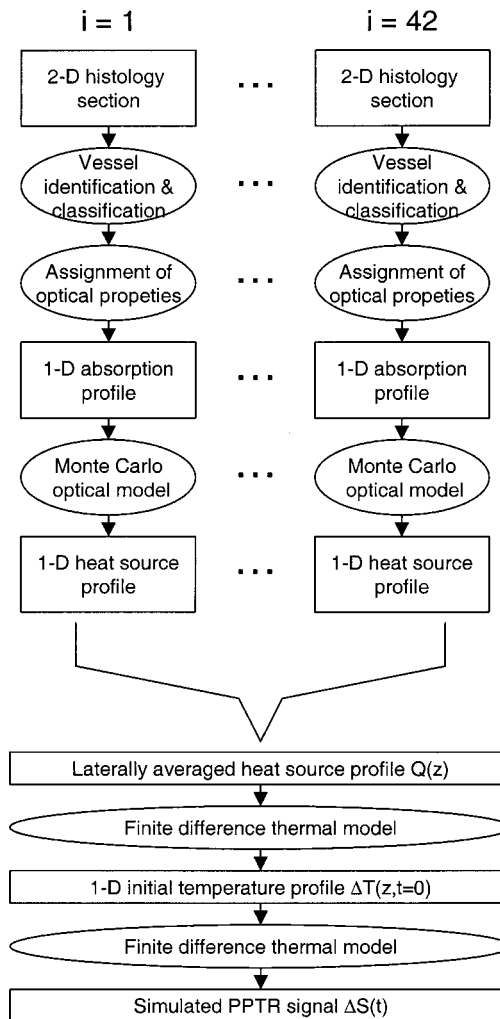 i = 1
i = 42
2-D histology
section
...
2-D histology
section
Vessel
identification &
classification
...
Vessel
identification &
classification
Assignment of
optical propeties
Assignment of
optical propeties
1-D absorption
profile
...
1-D absorption
profile
Monte Carlo
optical model
...
Monte Carlo
optical model
1-D heat source
profile
...
1-D heat source
profile
Laterally averaged heat source profile Q(z)
Finite difference thermal model
1-D initial temperature profile ΔT(z,t=0)
Finite difference thermal model
Simulated PPTR signal ΔS(t)